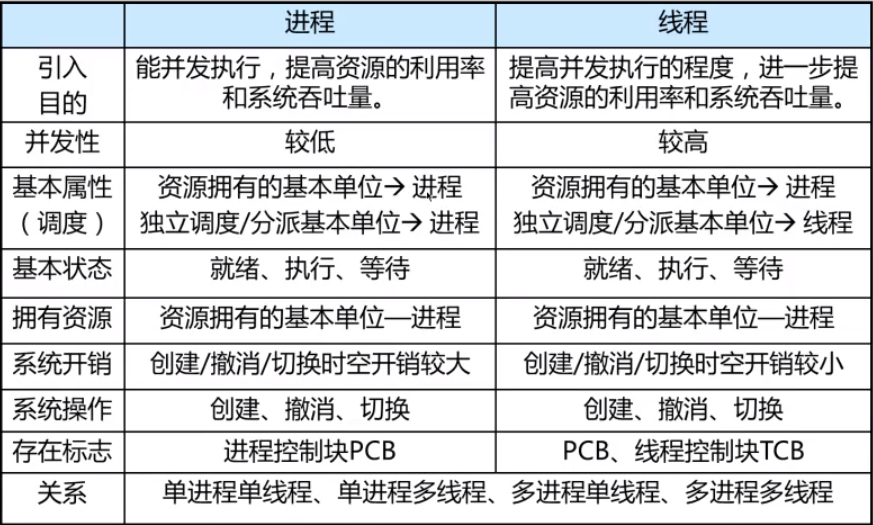 进程 线程
引入 能并发执行，提高资源的利用率 提高并发执行的程度，进一步提
目的 和系统吞吐量。 高资源的利用率和系统吞吐量。
并发性 较低 较高
基本属性 资源拥有的基本单位→ 进程 资源拥有的基本单位→ 进程
（调度） 独立调度/分派基本单位→ 进程 独立调度/分派基本单位→ 线程
基本状态 就绪、执行、等待 就绪、执行、等待
拥有资源 资源拥有的基本单位—进程 资源拥有的基本单位—进程
系统开销 创建/撤消/切换时空开销较大 创建/撤消/切换时空开销较小
系统操作 创建、撤消、切换 创建、撤消、切换
存在标志 进程控制块PCB PCB、线程控制块TCB
关系 单进程单线程、单进程多线程、多进程单线程、多进程多线程